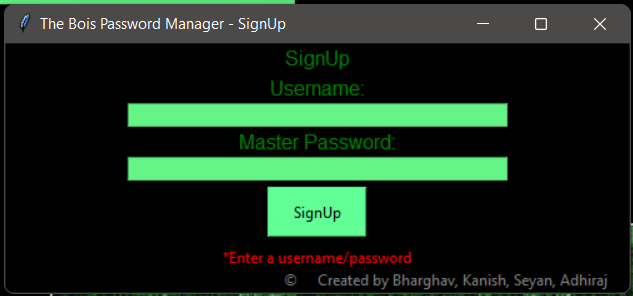 The Bois Password Manager - SignUp
SignUp
Username:
Master Password:
SignUp
*Enter a username/password
© Created by Bharghav, Kanish, Seyan, Adhiraj